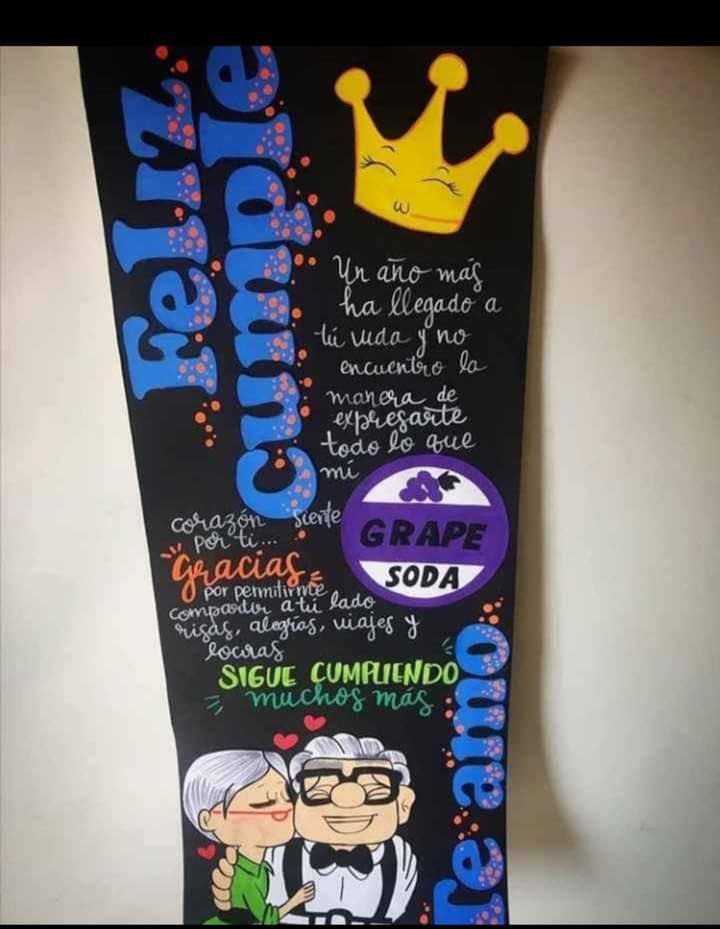 Feliz
cumple
Un año más
ha llegado a
tú vida y no
encuentro la
manera de
expresarte
todo lo que
mí
corazón siente
por ti...
Gracias
por permitirme
compartir a tú lado
risas, alegrias, viajes y
locuras
GRAPE
SODA
SIGUE CUMPLIENDO
muchos más
Te amo